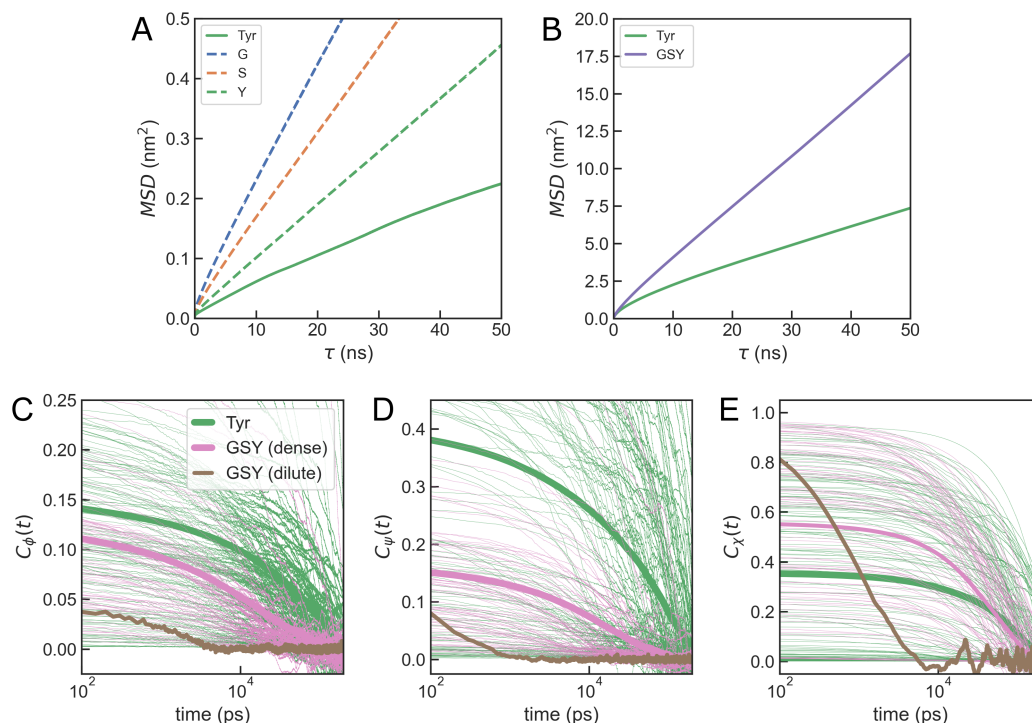 A
Tyr
G
S
Y
0.5
0.4
0.3
0.2
0.1
0.0
MSD (nm²)
0 10 20 30 40 50
τ (ns)
B
Tyr
GSY
20.0
17.5
15.0
12.5
10.0
7.5
5.0
2.5
0.0
MSD (nm²)
0 10 20 30 40 50
τ (ns)
C
Tyr
GSY (dense)
GSY (dilute)
0.25
0.20
0.15
0.10
0.05
0.00
Cϕ(t)
10² 10⁴
time (ps)
D
0.4
0.3
0.2
0.1
0.0
Cψ(t)
10² 10⁴
time (ps)
E
1.0
0.8
0.6
0.4
0.2
0.0
Cχ(t)
10² 10⁴
time (ps)